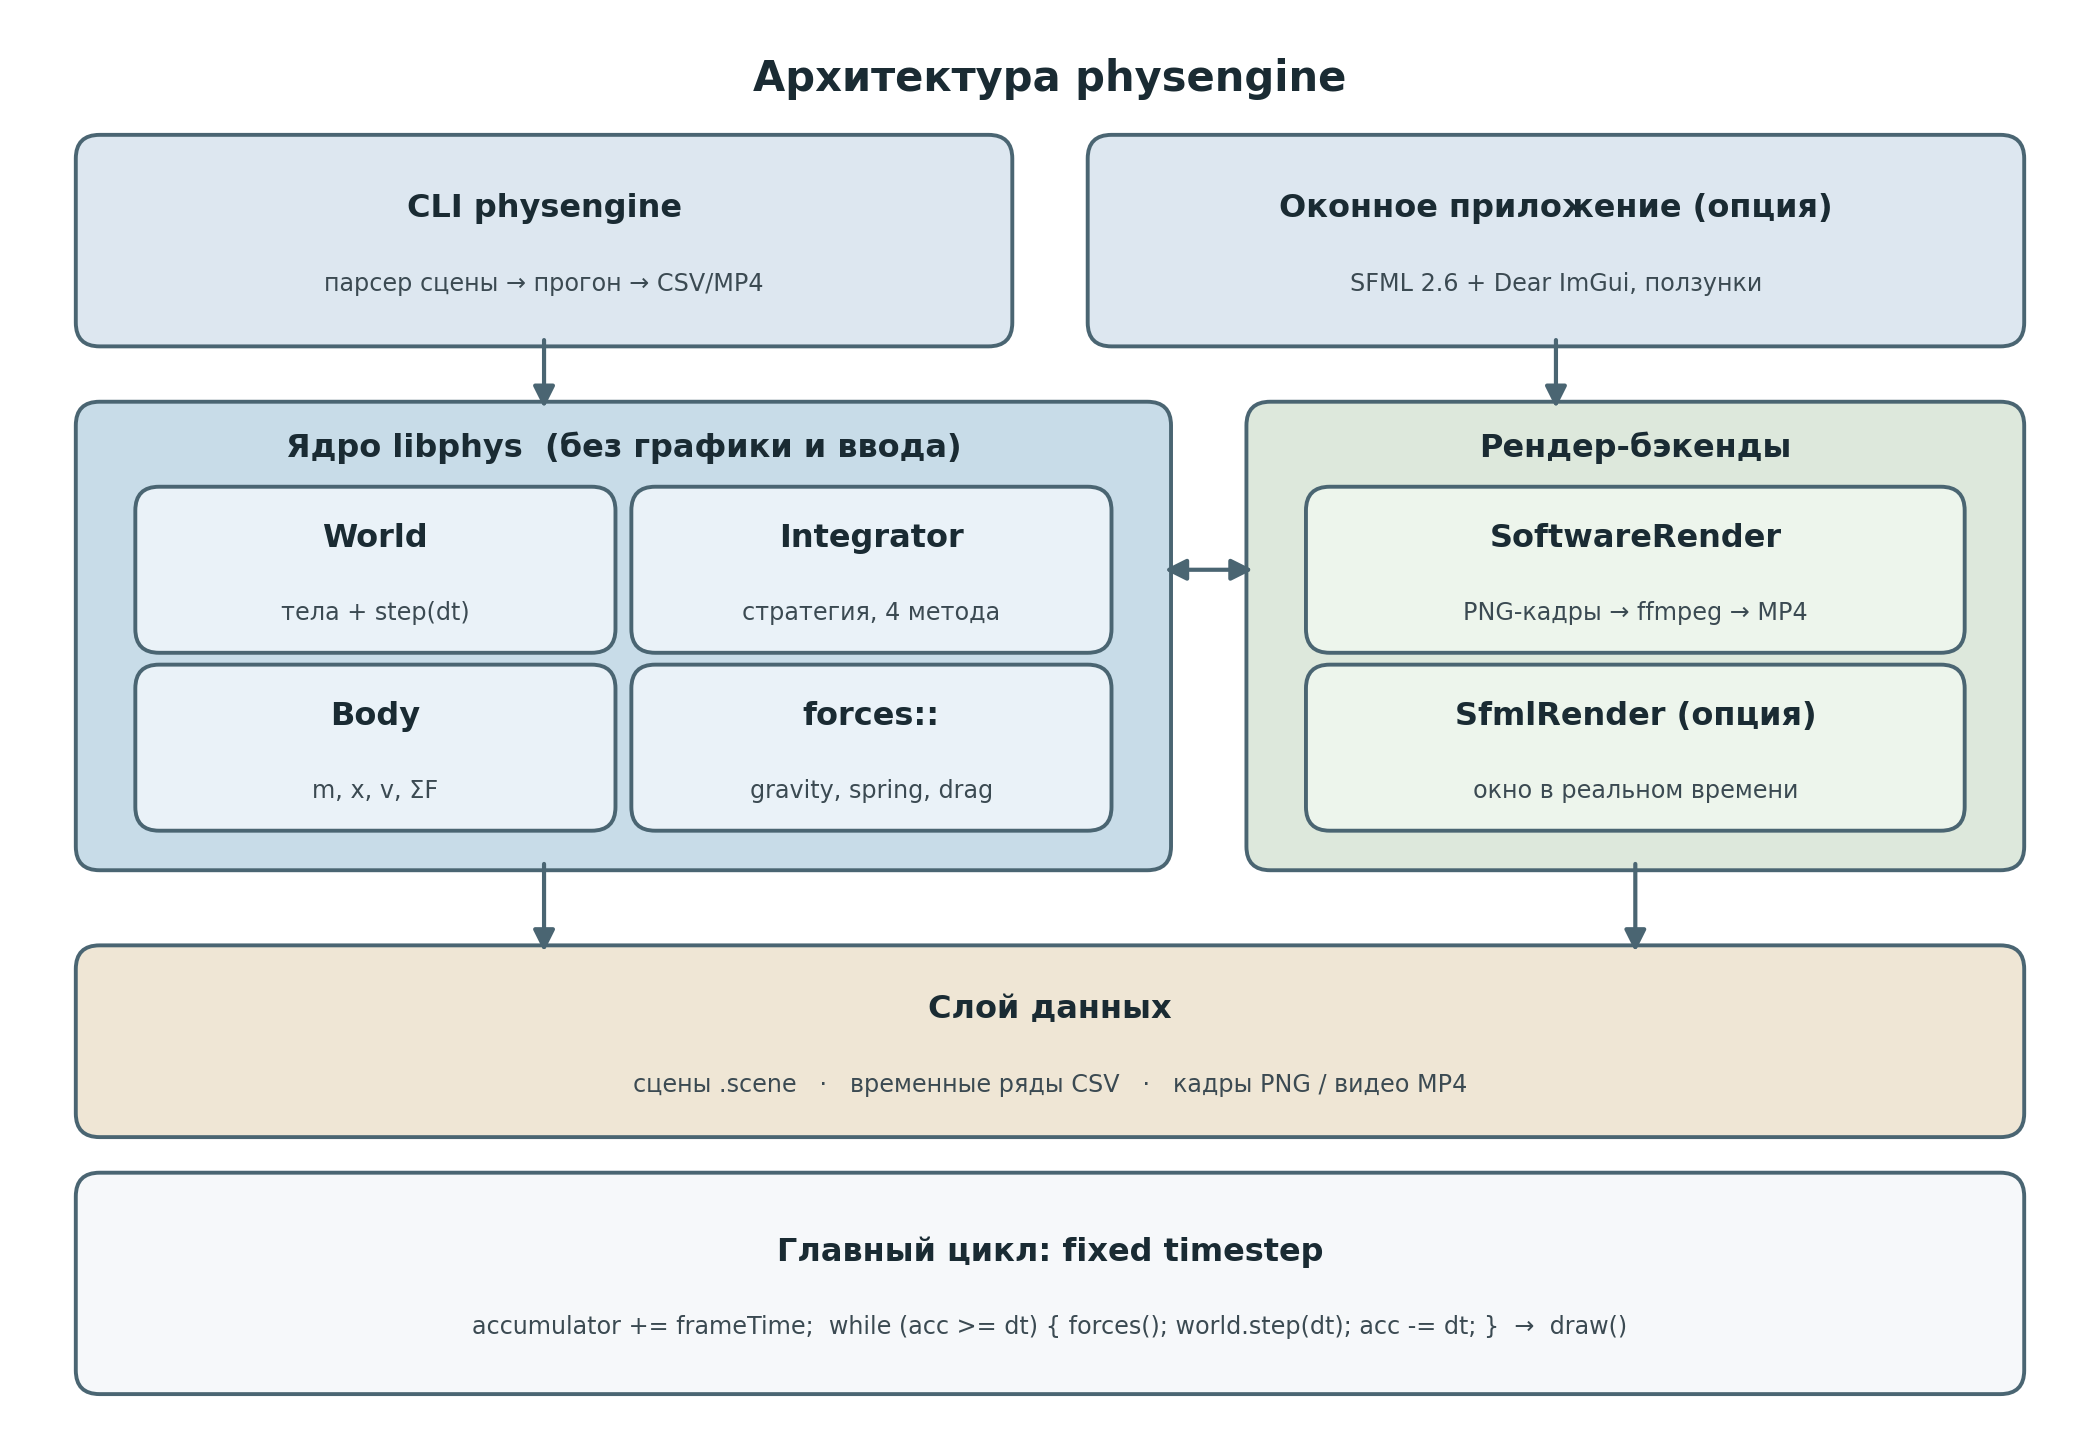 Архитектура physengine
CLI physengine
парсер сцены → прогон → CSV/MP4
Оконное приложение (опция)
SFML 2.6 + Dear ImGui, ползунки
Ядро libphys  (без графики и ввода)
World
тела + step(dt)
Integrator
стратегия, 4 метода
Body
m, x, v, ΣF
forces::
gravity, spring, drag
Рендер-бэкенды
SoftwareRender
PNG-кадры → ffmpeg → MP4
SfmlRender (опция)
окно в реальном времени
Слой данных
сцены .scene   ·   временные ряды CSV   ·   кадры PNG / видео MP4
Главный цикл: fixed timestep
accumulator += frameTime;  while (acc >= dt) { forces(); world.step(dt); acc -= dt; }  →  draw()